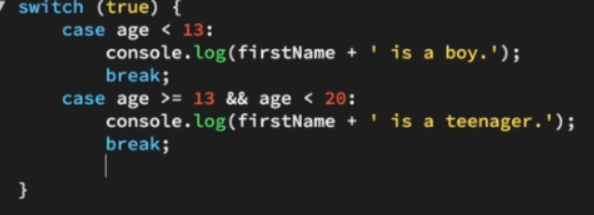 switch (true) {
    case age < 13:
        console.log(firstName + ' is a boy.');
        break;
    case age >= 13 && age < 20:
        console.log(firstName + ' is a teenager.');
        break;
}